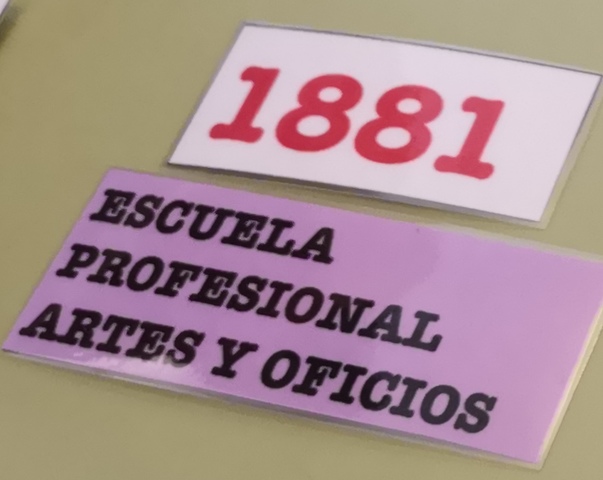 1881
ESCUELA
PROFESIONAL
ARTES Y OFICIOS